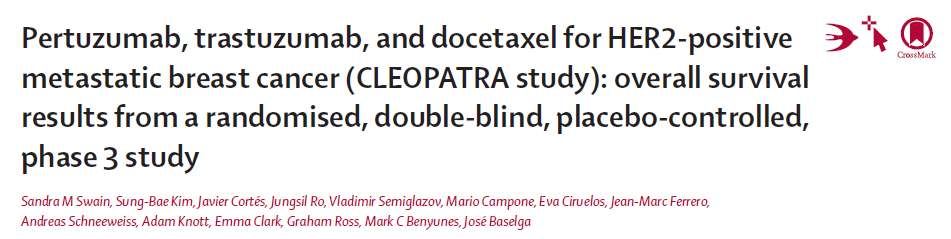 Pertuzumab, trastuzumab, and docetaxel for HER2-positive
metastatic breast cancer (CLEOPATRA study): overall survival
results from a randomised, double-blind, placebo-controlled,
phase 3 study
CrossMark
Sandra M Swain, Sung-Bae Kim, Javier Cortés, Jungsil Ro, Vladimir Semiglazov, Mario Campone, Eva Ciruelos, Jean-Marc Ferrero,
Andreas Schneeweiss, Adam Knott, Emma Clark, Graham Ross, Mark C Benyunes, José Baselga